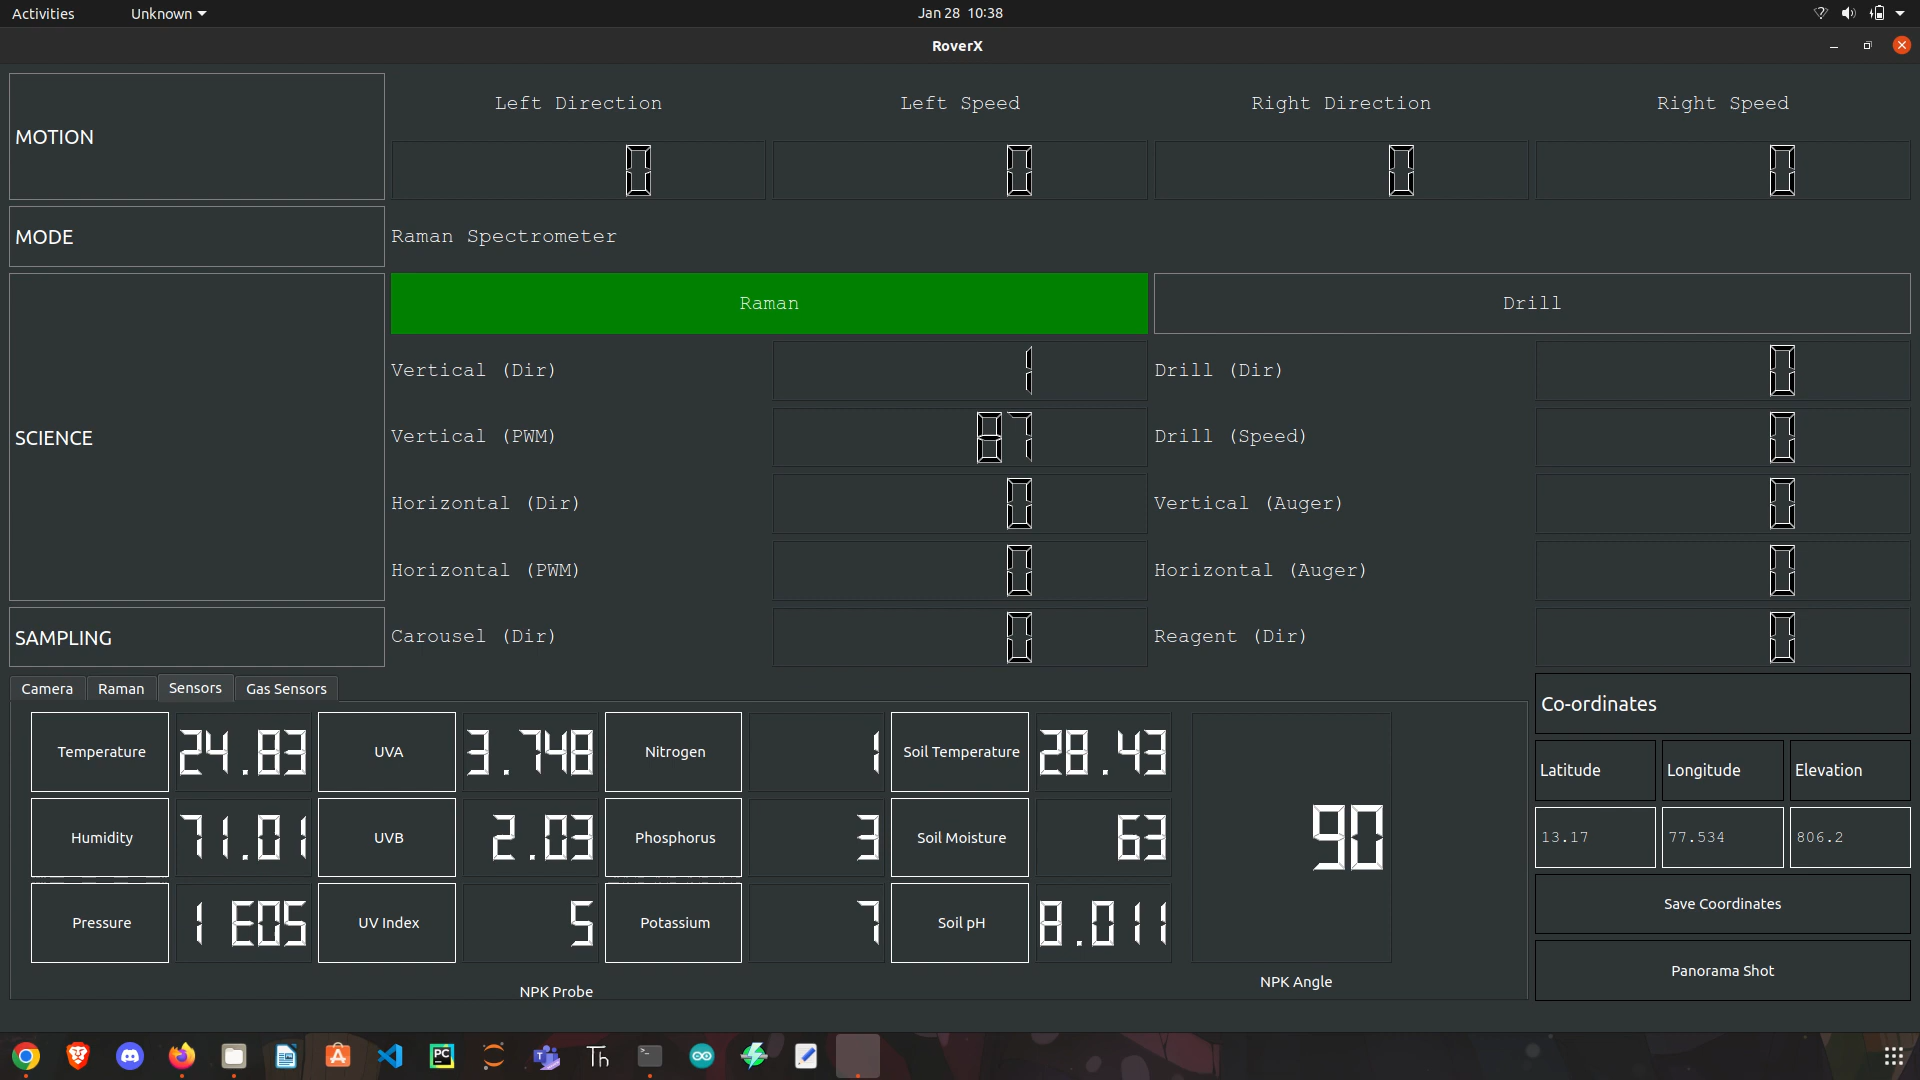 Activities Unknown Jan 28 10:38
RoverX
MOTION
Left Direction Left Speed Right Direction Right Speed
0 0 0 0
MODE Raman Spectrometer
SCIENCE
Raman Drill
Vertical (Dir) 1 Drill (Dir) 0
Vertical (PWM) 87 Drill (Speed) 0
Horizontal (Dir) 0 Vertical (Auger) 0
Horizontal (PWM) 0 Horizontal (Auger) 0
SAMPLING Carousel (Dir) 0 Reagent (Dir) 0
Camera Raman Sensors Gas Sensors
Temperature 24.83 UVA 3.748 Nitrogen 1 Soil Temperature 28.43
Humidity 71.01 UVB 2.03 Phosphorus 3 Soil Moisture 63
Pressure 1E05 UV Index 5 Potassium 7 Soil pH 8.011
NPK Probe
90
NPK Angle
Co-ordinates
Latitude Longitude Elevation
13.17 77.534 806.2
Save Coordinates
Panorama Shot
PC
Th